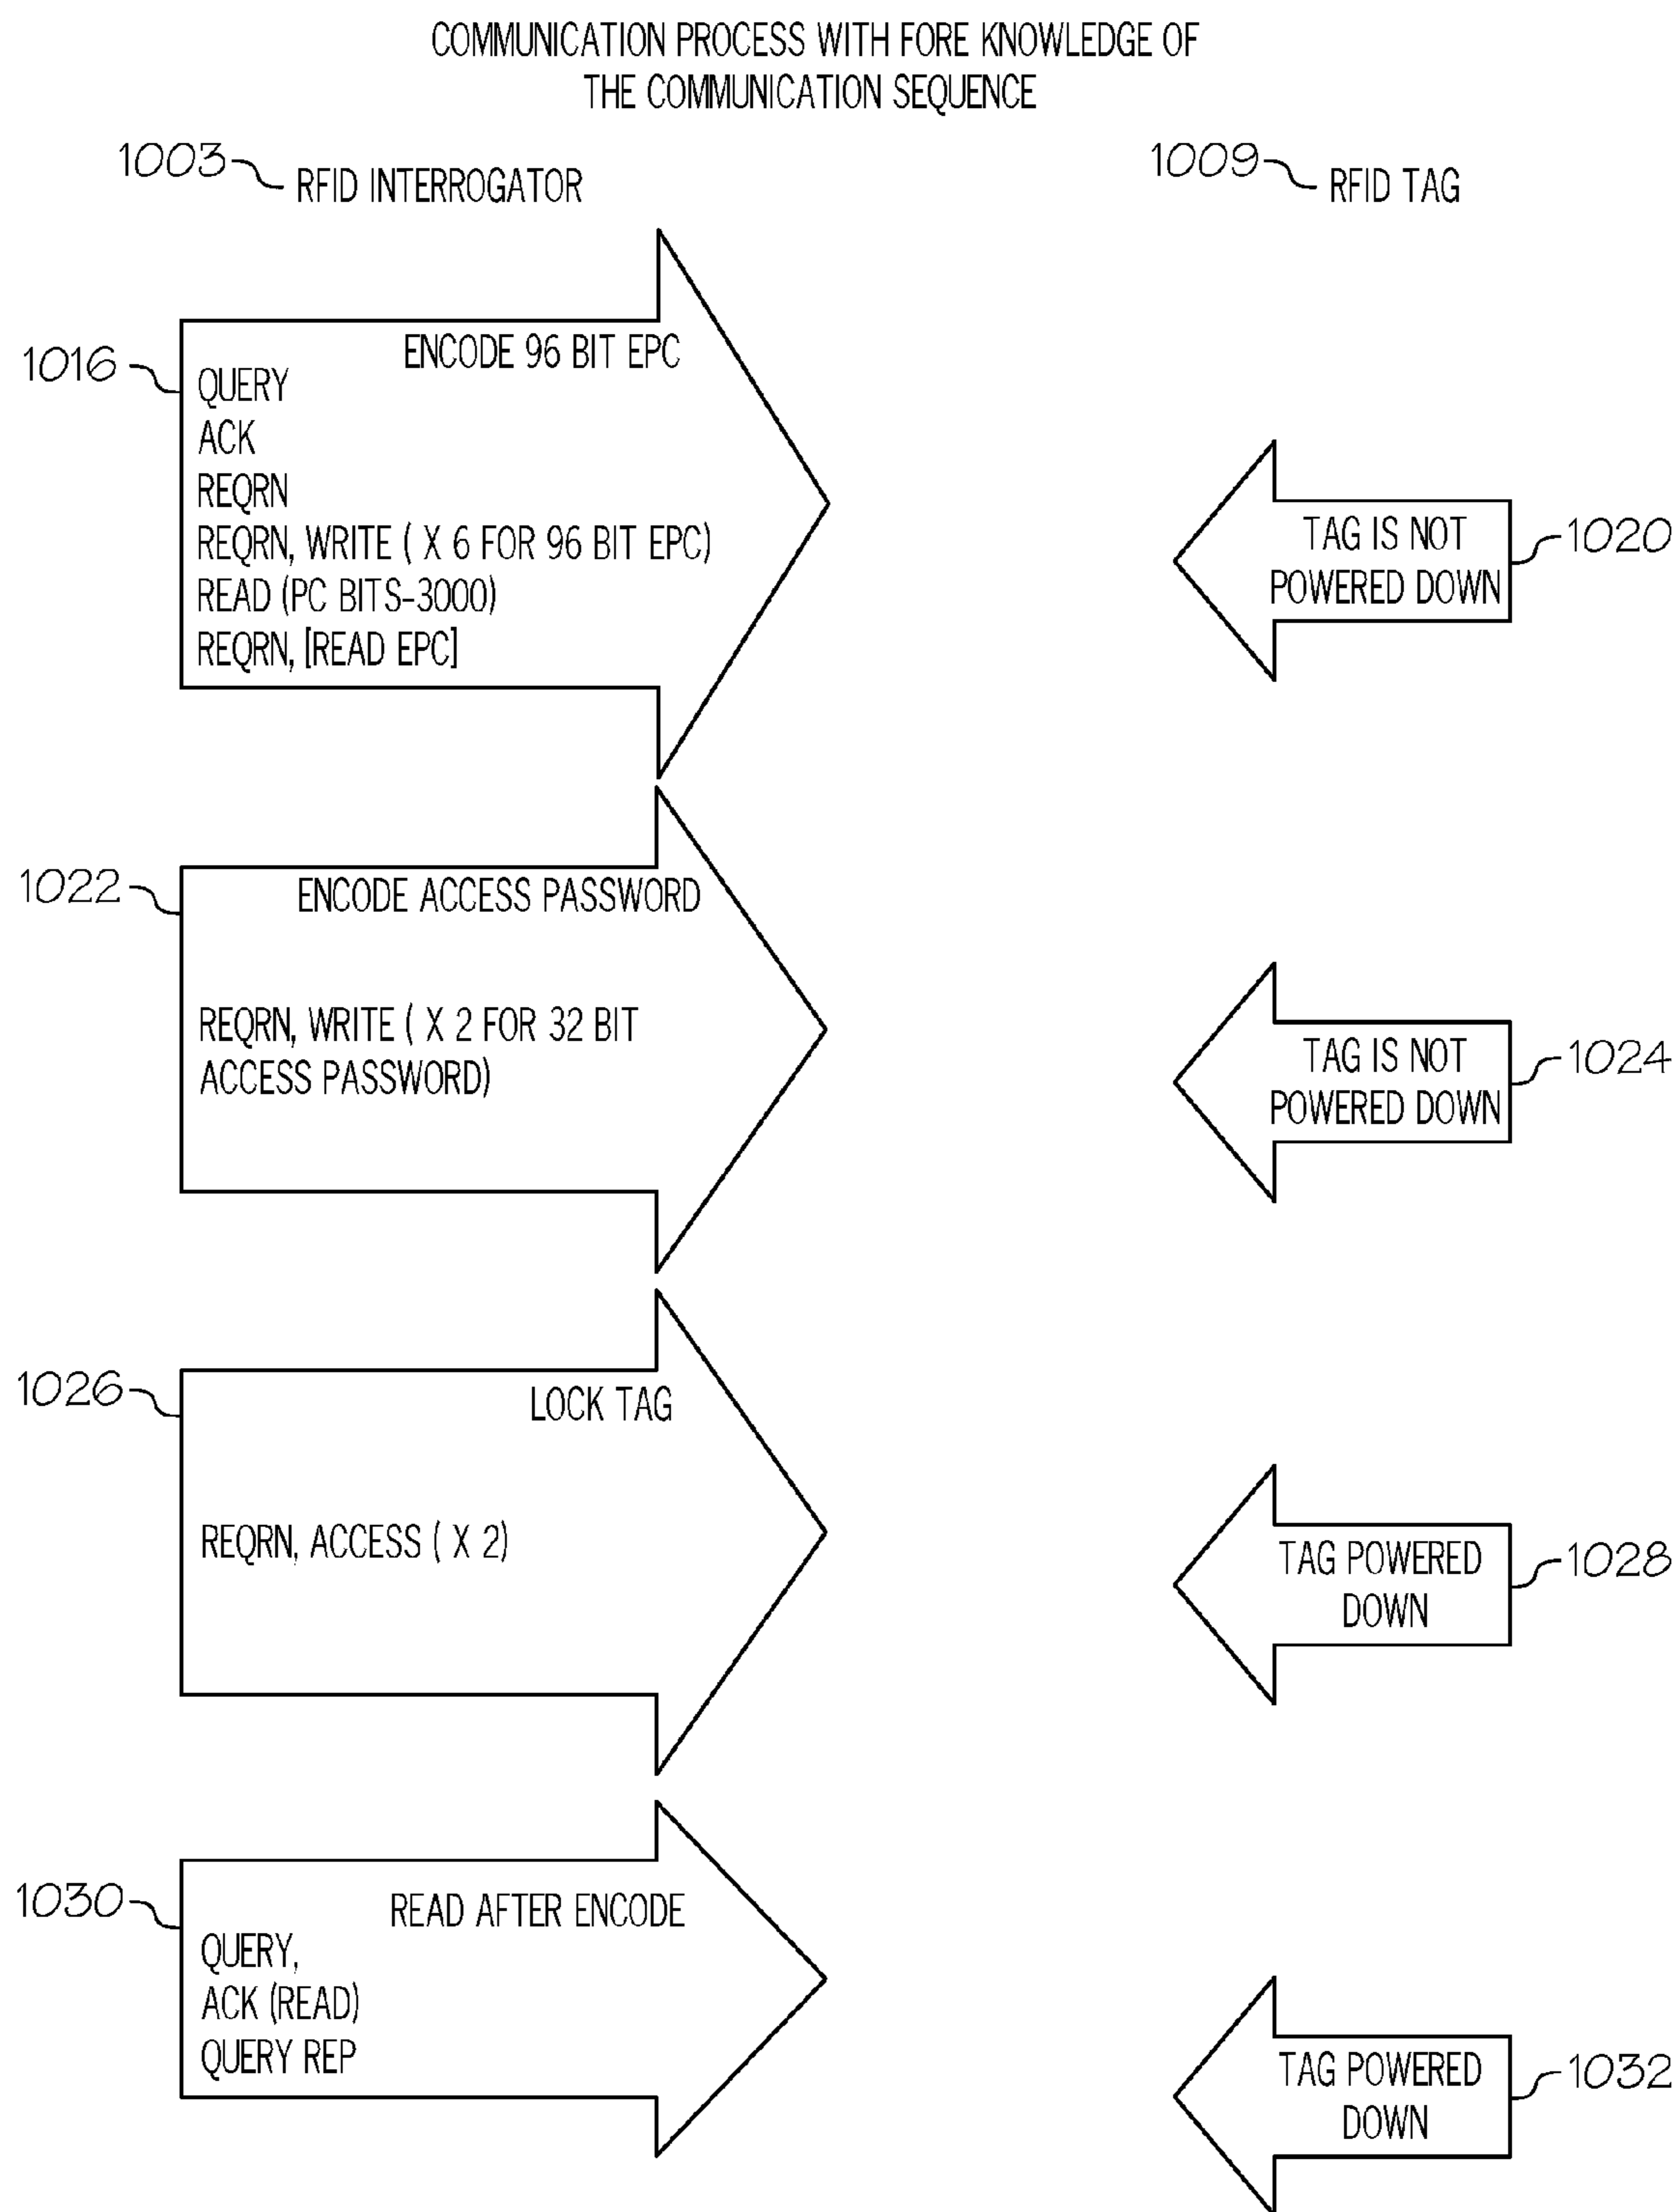 COMMUNICATION PROCESS WITH FORE KNOWLEDGE OF
THE COMMUNICATION SEQUENCE
1003
RFID INTERROGATOR
1009
RFID TAG
1016
ENCODE 96 BIT EPC
QUERY
ACK
REQRN
REQRN, WRITE ( X 6 FOR 96 BIT EPC)
READ (PC BITS-3000)
REQRN, [READ EPC]
TAG IS NOT
POWERED DOWN
1020
1022
ENCODE ACCESS PASSWORD
REQRN, WRITE ( X 2 FOR 32 BIT
ACCESS PASSWORD)
TAG IS NOT
POWERED DOWN
1024
1026
LOCK TAG
REQRN, ACCESS ( X 2)
TAG POWERED
DOWN
1028
1030
READ AFTER ENCODE
QUERY,
ACK (READ)
QUERY REP
TAG POWERED
DOWN
1032